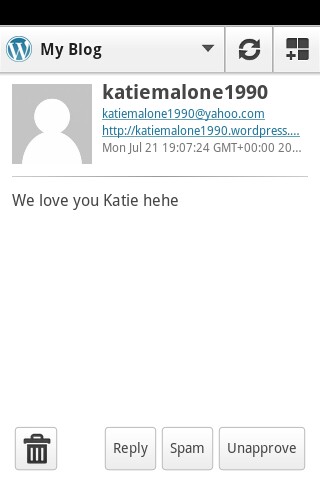 My Blog
katiemalone1990
katiemalone1990@yahoo.com
http://katiemalone1990.wordpress....
Mon Jul 21 19:07:24 GMT+00:00 20...
We love you Katie hehe
Reply Spam Unapprove